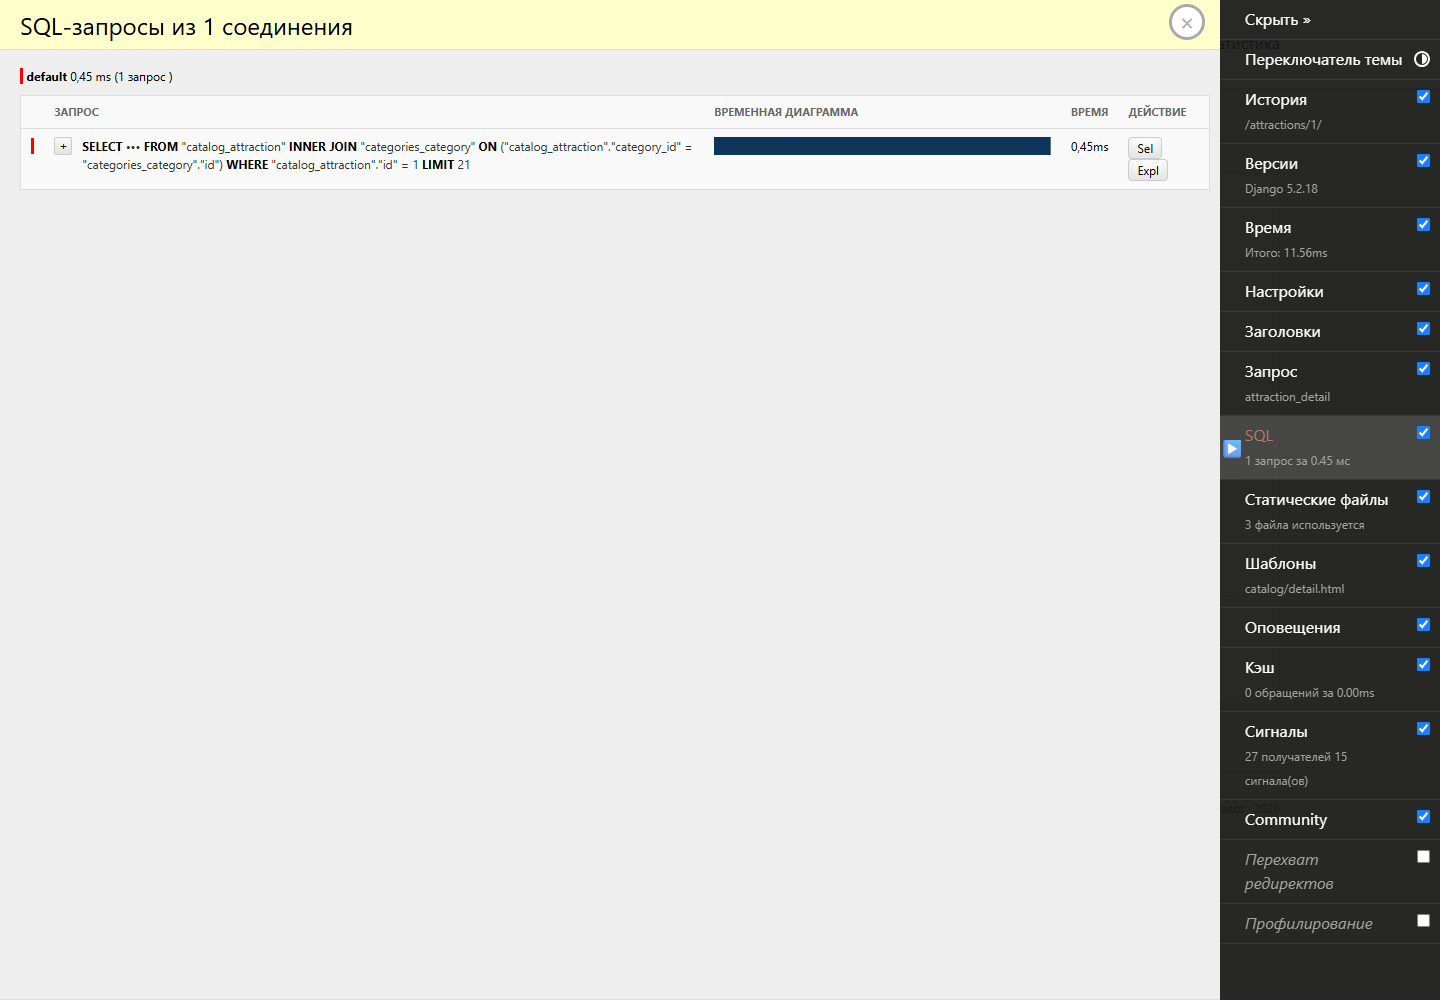 SQL-запросы из 1 соединения
default 0,45 ms (1 запрос )
ЗАПРОС ВРЕМЕННАЯ ДИАГРАММА ВРЕМЯ ДЕЙСТВИЕ
+ SELECT ••• FROM "catalog_attraction" INNER JOIN "categories_category" ON ("catalog_attraction"."category_id" = 0,45ms Sel
"categories_category"."id") WHERE "catalog_attraction"."id" = 1 LIMIT 21
Expl
Скрыть »
Переключатель темы
История
/attractions/1/
Версии
Django 5.2.18
Время
Итого: 11.56ms
Настройки
Заголовки
Запрос
attraction_detail
SQL
1 запрос за 0.45 мс
Статические файлы
3 файла используется
Шаблоны
catalog/detail.html
Оповещения
Кэш
0 обращений за 0.00ms
Сигналы
27 получателей 15
сигнала(ов)
Community
Перехват
редиректов
Профилирование